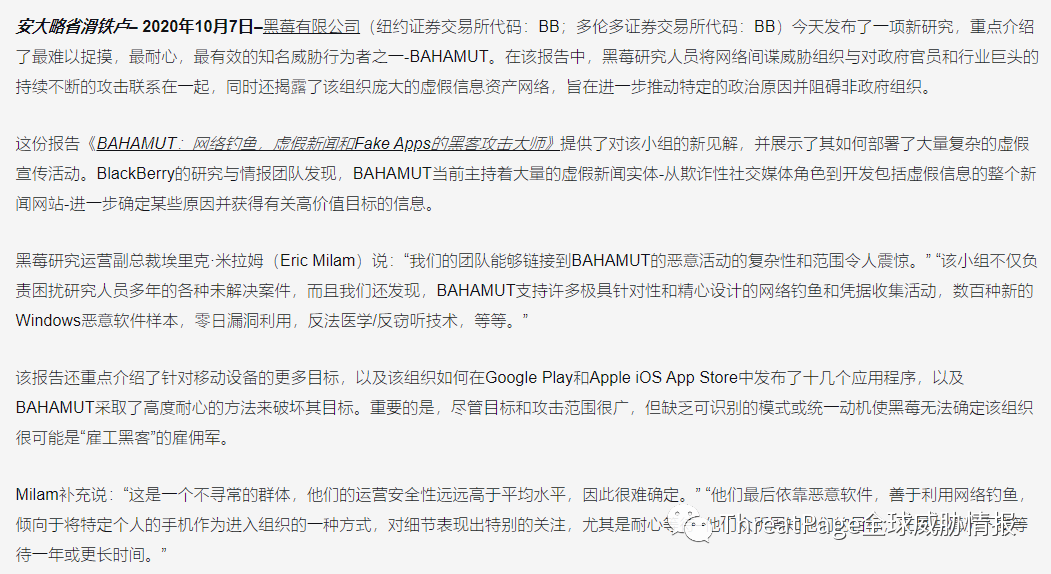 安大略省滑铁卢– 2020年10月7日–黑莓有限公司（纽约证券交易所代码：BB；多伦多证券交易所代码：BB）今天发布了一项新研究，重点介绍
了最难以捉摸，最耐心，最有效的知名威胁行为者之一-BAHAMUT。在该报告中，黑莓研究人员将网络间谍威胁组织与对政府官员和行业巨头的
持续不断的攻击联系在一起，同时还揭露了该组织庞大的虚假信息资产网络，旨在进一步推动特定的政治原因并阻碍非政府组织。
这份报告《BAHAMUT：网络钓鱼，虚假新闻和Fake Apps的黑客攻击大师》提供了对该小组的新见解，并展示了其如何部署了大量复杂的虚假
宣传活动。BlackBerry的研究与情报团队发现，BAHAMUT当前主持着大量的虚假新闻实体-从欺诈性社交媒体角色到开发包括虚假信息的整个新
闻网站-进一步确定某些原因并获得有关高价值目标的信息。
黑莓研究运营副总裁埃里克·米拉姆（Eric Milam）说：“我们的团队能够链接到BAHAMUT的恶意活动的复杂性和范围令人震惊。” “该小组不仅负
责困扰研究人员多年的各种未解决案件，而且我们还发现，BAHAMUT支持许多极具针对性和精心设计的网络钓鱼和凭据收集活动，数百种新的
Windows恶意软件样本，零日漏洞利用，反法医学/反窃听技术，等等。”
该报告还重点介绍了针对移动设备的更多目标，以及该组织如何在Google Play和Apple iOS App Store中发布了十几个应用程序，以及
BAHAMUT采取了高度耐心的方法来破坏其目标。重要的是，尽管目标和攻击范围很广，但缺乏可识别的模式或统一动机使黑莓无法确定该组织
很可能是“雇工黑客”的雇佣军。
Milam补充说：“这是一个不寻常的群体，他们的运营安全性远远高于平均水平，因此很难确定。” “他们最后依靠恶意软件，善于利用网络钓鱼，
倾向于将特定个人的手机作为进入组织的一种方式，对细节表现出特别的关注，尤其是耐心等 他们 等
待一年或更长时间。”
ThreatPage全球威胁情报